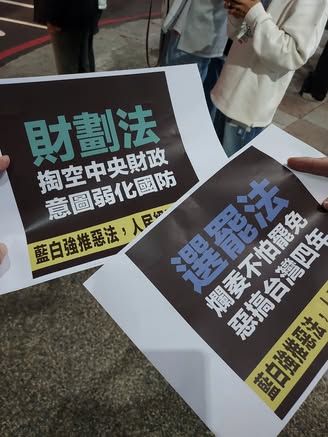 財劃法
掏空中央財政
意圖弱化國防
藍白強推惡法，人民
選罷法
爛委不怕罷免
惡搞台灣四年
藍白強推惡